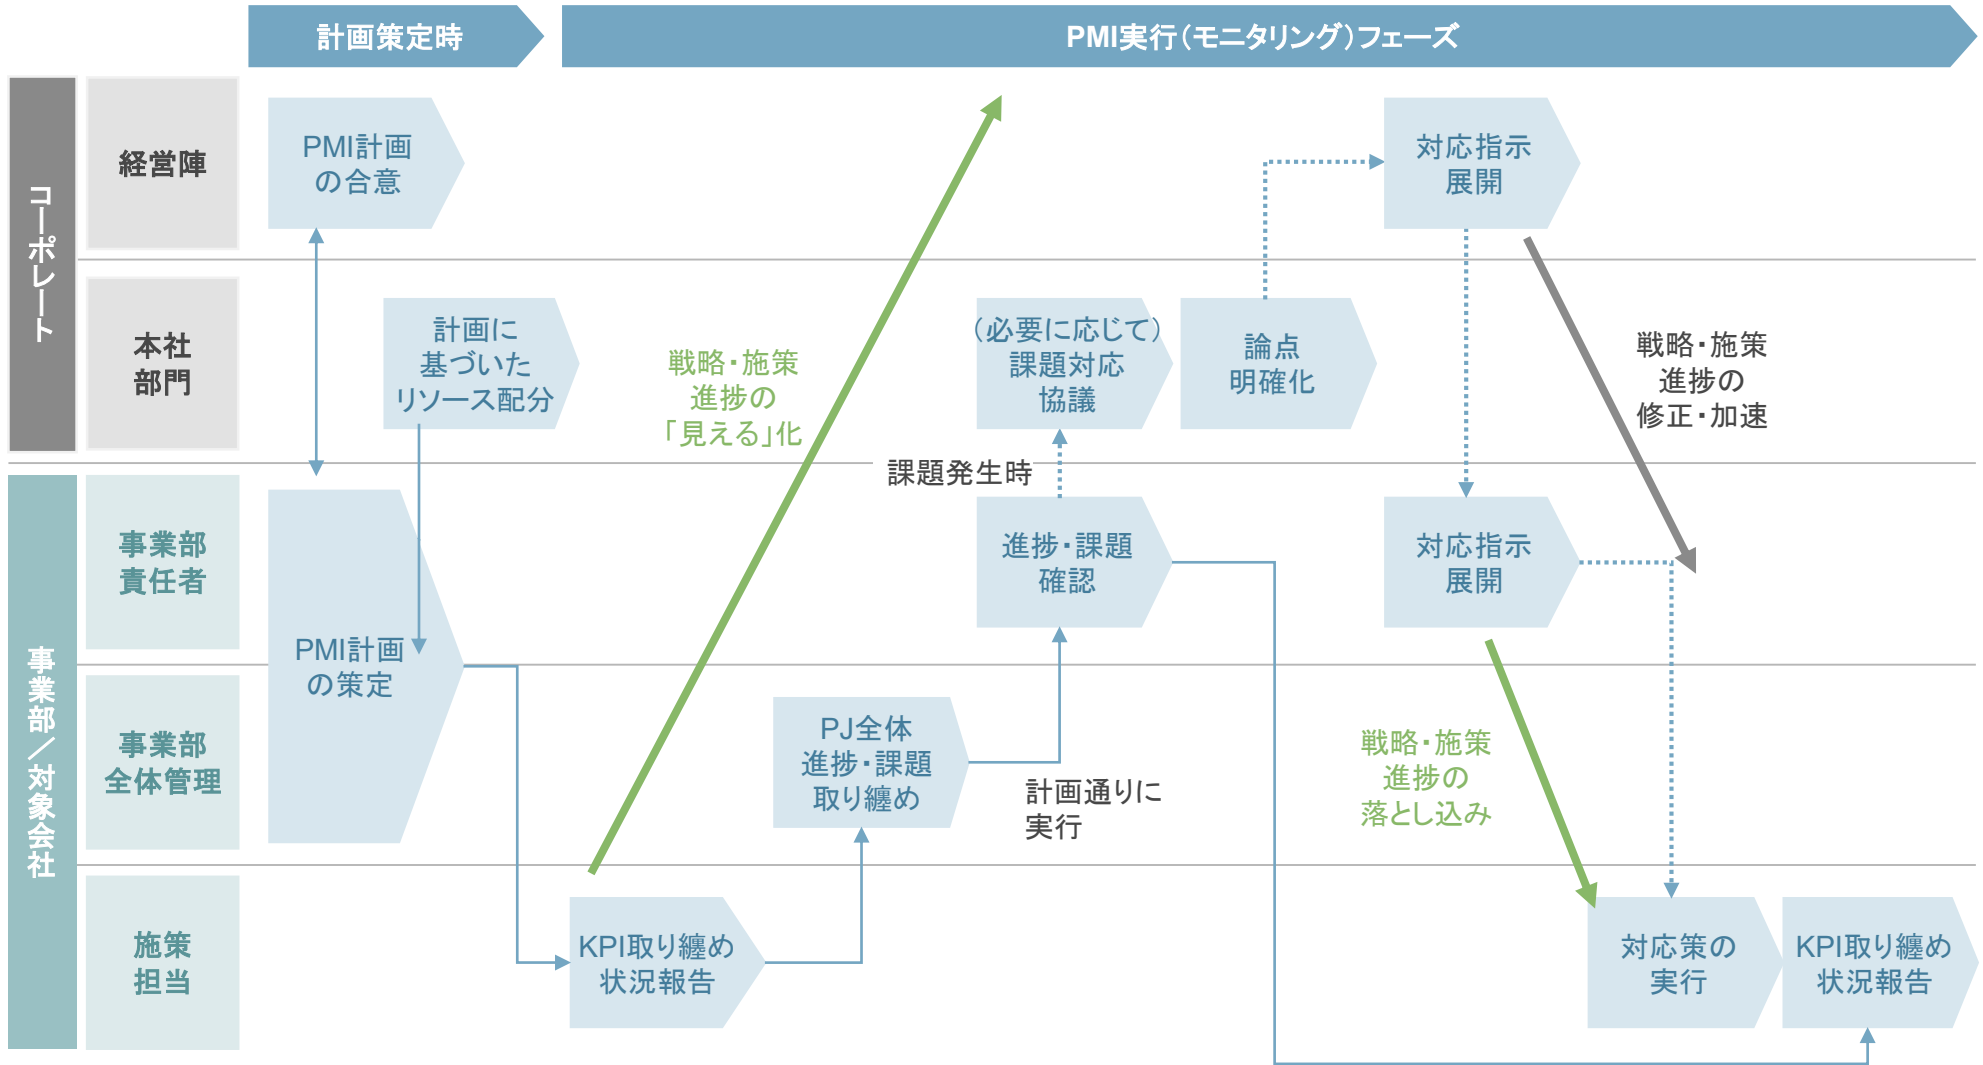 計画策定時
PMI実行(モニタリング)フェーズ
コーポレート
経営陣
PMI計画
の合意
対応指示
展開
本社
部門
計画に
基づいた
リソース配分
戦略・施策
進捗の
「見える」化
(必要に応じて)
課題対応
協議
論点
明確化
戦略・施策
進捗の
修正・加速
課題発生時
事業部/対象会社
事業部
責任者
進捗・課題
確認
対応指示
展開
PMI計画
の策定
事業部
全体管理
PJ全体
進捗・課題
取り纏め
計画通りに
実行
戦略・施策
進捗の
落とし込み
施策
担当
KPI取り纏め
状況報告
対応策の
実行
KPI取り纏め
状況報告